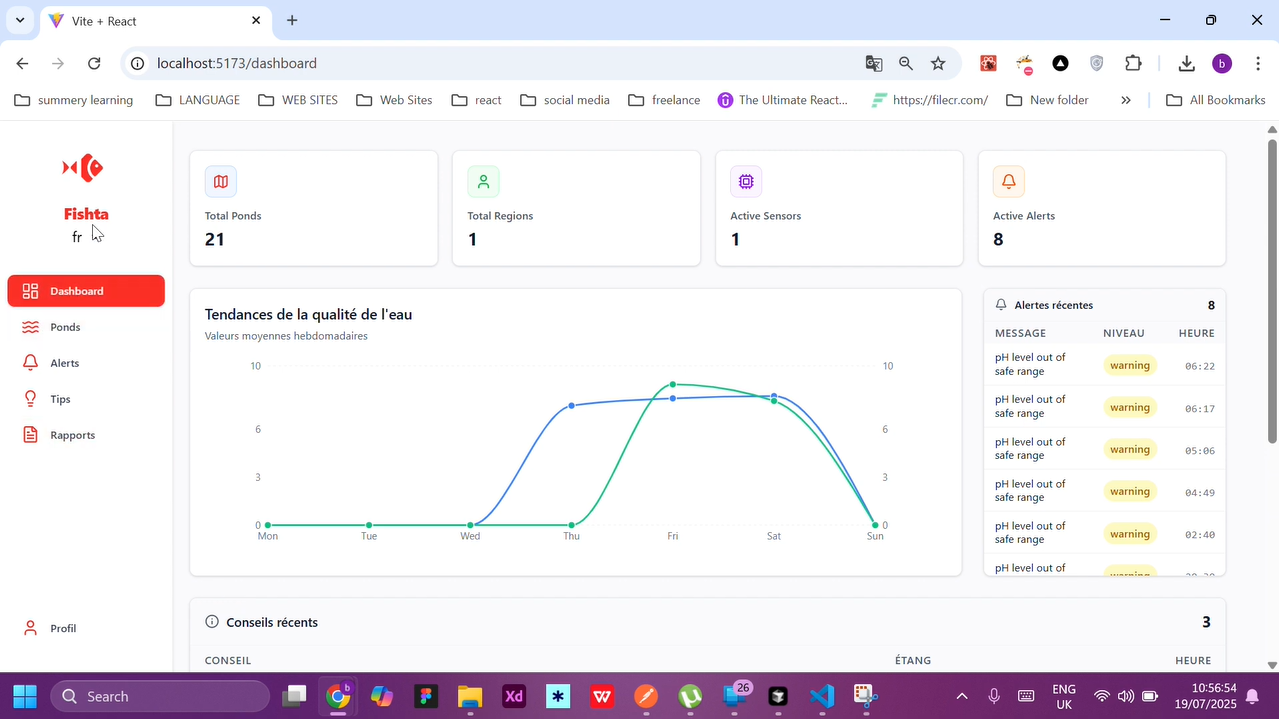 Vite + React
localhost:5173/dashboard
b
summery learning
LANGUAGE
WEB SITES
Web Sites
react
social media
freelance
The Ultimate React...
https://filecr.com/
New folder
All Bookmarks
Fishta
fr
Dashboard
Ponds
Alerts
Tips
Rapports
Profil
Total Ponds
21
Total Regions
1
Active Sensors
1
Active Alerts
8
Tendances de la qualité de l'eau
Valeurs moyennes hebdomadaires
10 10
6 6
3 3
0 0
Mon Tue Wed Thu Fri Sat Sun
Alertes récentes 8
MESSAGE NIVEAU HEURE
pH level out of
safe range
warning 06:22
pH level out of
safe range
warning 06:17
pH level out of
safe range
warning 05:06
pH level out of
safe range
warning 04:49
pH level out of
safe range
warning 02:40
pH level out of
warning
Conseils récents 3
CONSEIL ÉTANG HEURE
Search
Xd
26
ENG
UK
10:56:54
19/07/2025